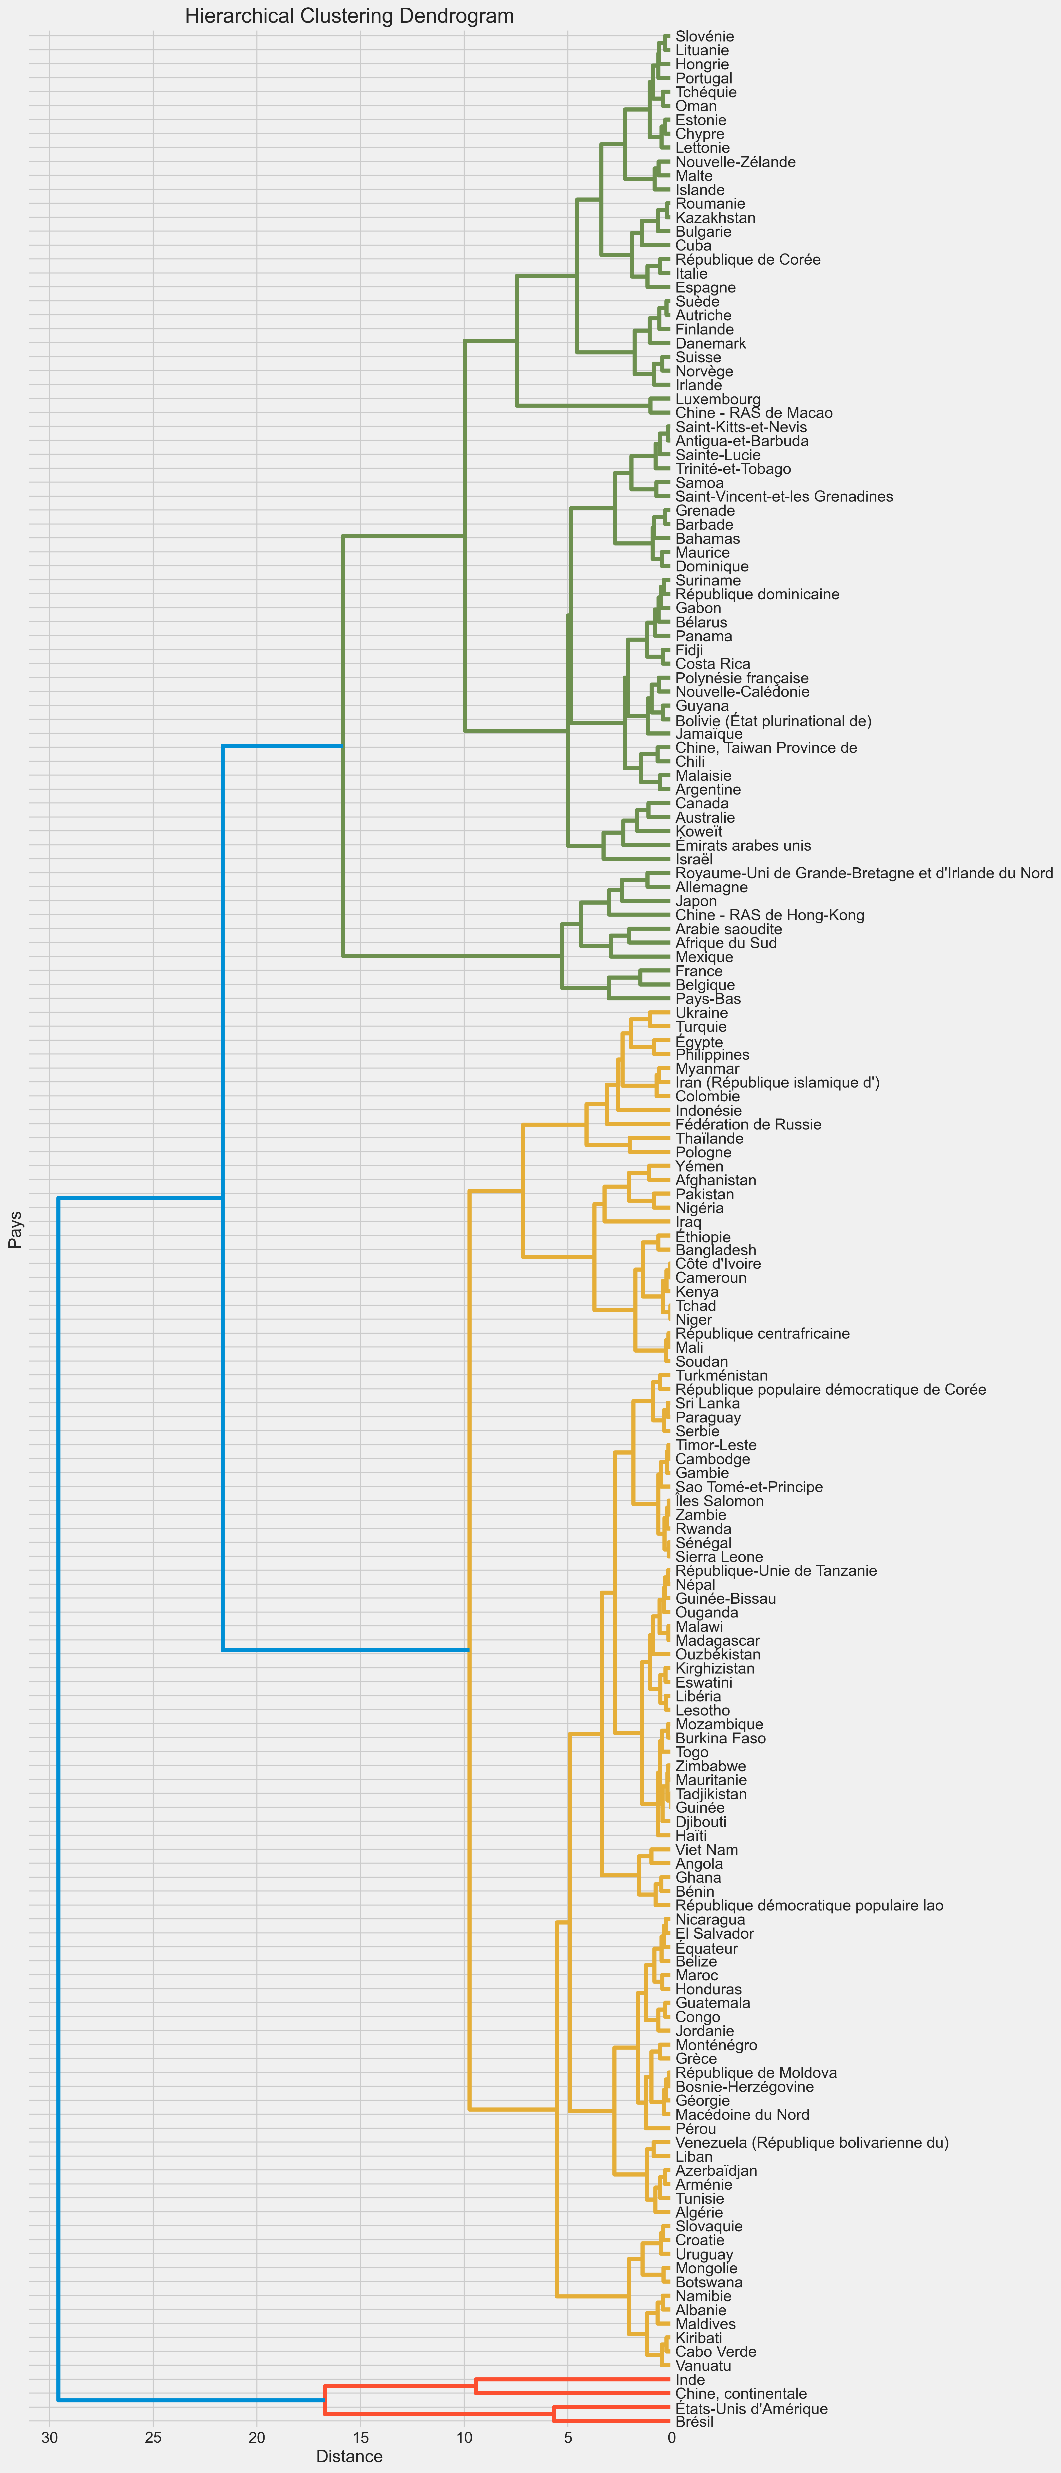 Hierarchical Clustering Dendrogram
Slovénie
Lituanie
Hongrie
Portugal
Tchéquie
Oman
Estonie
Chypre
Lettonie
Nouvelle-Zélande
Malte
Islande
Roumanie
Kazakhstan
Bulgarie
Cuba
République de Corée
Italie
Espagne
Suède
Autriche
Finlande
Danemark
Suisse
Norvège
Irlande
Luxembourg
Chine - RAS de Macao
Saint-Kitts-et-Nevis
Antigua-et-Barbuda
Sainte-Lucie
Trinité-et-Tobago
Samoa
Saint-Vincent-et-les Grenadines
Grenade
Barbade
Bahamas
Maurice
Dominique
Suriname
République dominicaine
Gabon
Bélarus
Panama
Fidji
Costa Rica
Polynésie française
Nouvelle-Calédonie
Guyana
Bolivie (État plurinational de)
Jamaïque
Chine, Taiwan Province de
Chili
Malaisie
Argentine
Canada
Australie
Koweït
Émirats arabes unis
Israël
Royaume-Uni de Grande-Bretagne et d'Irlande du Nord
Allemagne
Japon
Chine - RAS de Hong-Kong
Arabie saoudite
Afrique du Sud
Mexique
France
Belgique
Pays-Bas
Ukraine
Turquie
Égypte
Philippines
Myanmar
Iran (République islamique d')
Colombie
Indonésie
Fédération de Russie
Thaïlande
Pologne
Yémen
Afghanistan
Pakistan
Nigéria
Iraq
Éthiopie
Bangladesh
Côte d'Ivoire
Cameroun
Kenya
Tchad
Niger
République centrafricaine
Mali
Soudan
Turkménistan
République populaire démocratique de Corée
Sri Lanka
Paraguay
Serbie
Timor-Leste
Cambodge
Gambie
Sao Tomé-et-Principe
Îles Salomon
Zambie
Rwanda
Sénégal
Sierra Leone
République-Unie de Tanzanie
Népal
Guinée-Bissau
Ouganda
Malawi
Madagascar
Ouzbékistan
Kirghizistan
Eswatini
Libéria
Lesotho
Mozambique
Burkina Faso
Togo
Zimbabwe
Mauritanie
Tadjikistan
Guinée
Djibouti
Haïti
Viet Nam
Angola
Ghana
Bénin
République démocratique populaire lao
Nicaragua
El Salvador
Équateur
Belize
Maroc
Honduras
Guatemala
Congo
Jordanie
Monténégro
Grèce
République de Moldova
Bosnie-Herzégovine
Géorgie
Macédoine du Nord
Pérou
Venezuela (République bolivarienne du)
Liban
Azerbaïdjan
Arménie
Tunisie
Algérie
Slovaquie
Croatie
Uruguay
Mongolie
Botswana
Namibie
Albanie
Maldives
Kiribati
Cabo Verde
Vanuatu
Inde
Chine, continentale
États-Unis d'Amérique
Brésil
Pays
30 25 20 15 10 5 0
Distance